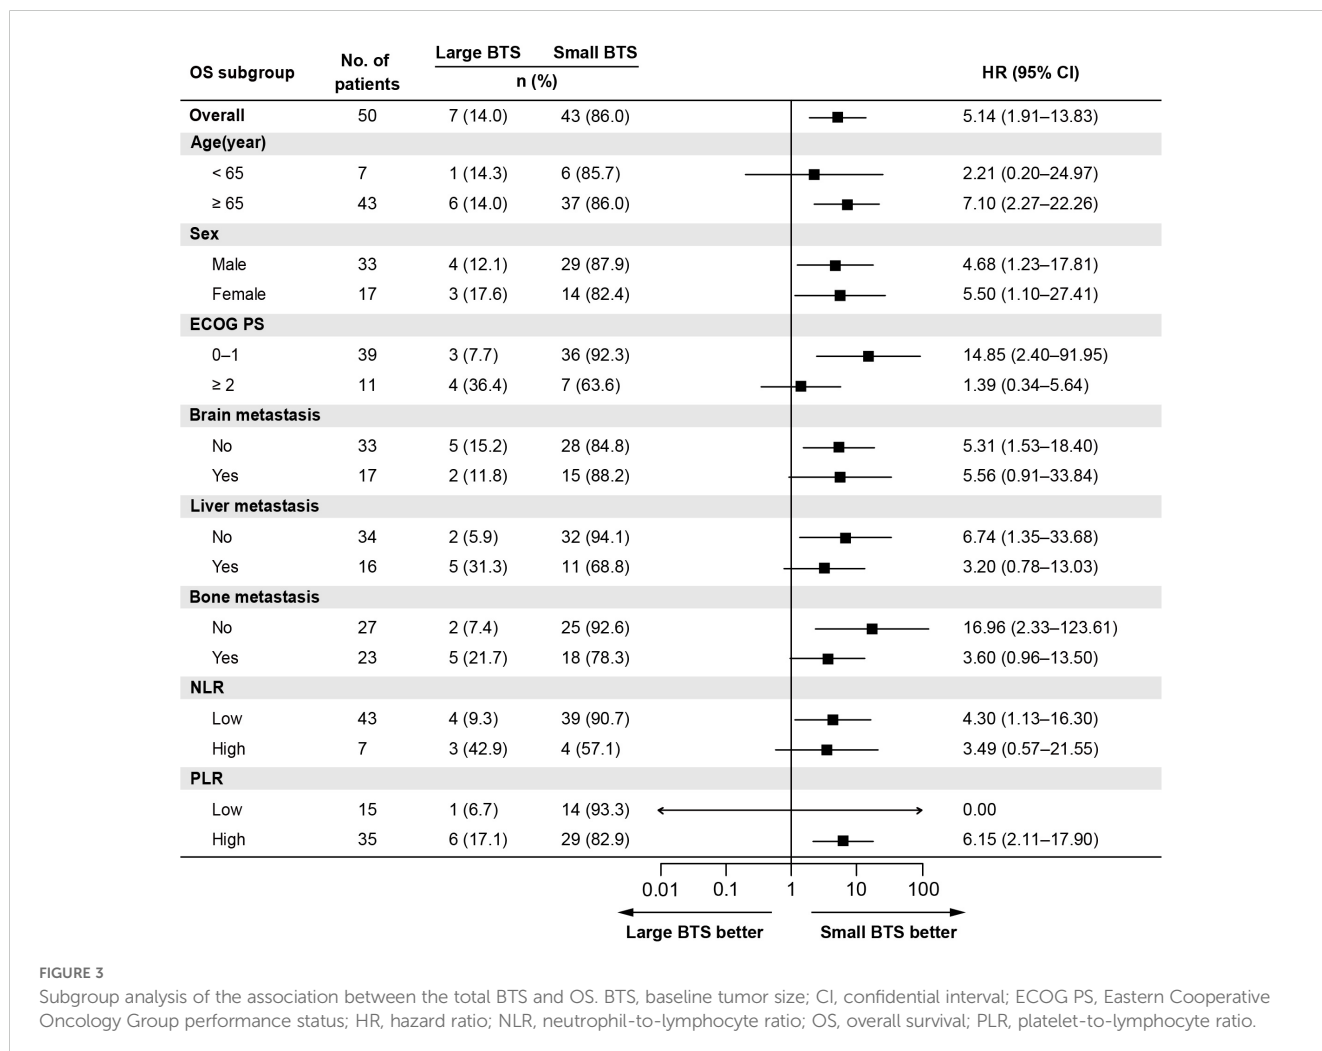 OS subgroup No. of patients Large BTS Small BTS n (%) HR (95% CI)
Overall 50 7 (14.0) 43 (86.0) 5.14 (1.91–13.83)
Age(year)
< 65 7 1 (14.3) 6 (85.7) 2.21 (0.20–24.97)
≥ 65 43 6 (14.0) 37 (86.0) 7.10 (2.27–22.26)
Sex
Male 33 4 (12.1) 29 (87.9) 4.68 (1.23–17.81)
Female 17 3 (17.6) 14 (82.4) 5.50 (1.10–27.41)
ECOG PS
0–1 39 3 (7.7) 36 (92.3) 14.85 (2.40–91.95)
≥ 2 11 4 (36.4) 7 (63.6) 1.39 (0.34–5.64)
Brain metastasis
No 33 5 (15.2) 28 (84.8) 5.31 (1.53–18.40)
Yes 17 2 (11.8) 15 (88.2) 5.56 (0.91–33.84)
Liver metastasis
No 34 2 (5.9) 32 (94.1) 6.74 (1.35–33.68)
Yes 16 5 (31.3) 11 (68.8) 3.20 (0.78–13.03)
Bone metastasis
No 27 2 (7.4) 25 (92.6) 16.96 (2.33–123.61)
Yes 23 5 (21.7) 18 (78.3) 3.60 (0.96–13.50)
NLR
Low 43 4 (9.3) 39 (90.7) 4.30 (1.13–16.30)
High 7 3 (42.9) 4 (57.1) 3.49 (0.57–21.55)
PLR
Low 15 1 (6.7) 14 (93.3) 0.00
High 35 6 (17.1) 29 (82.9) 6.15 (2.11–17.90)
0.01 0.1 1 10 100
Large BTS better Small BTS better
FIGURE 3
Subgroup analysis of the association between the total BTS and OS. BTS, baseline tumor size; CI, confidential interval; ECOG PS, Eastern Cooperative
Oncology Group performance status; HR, hazard ratio; NLR, neutrophil-to-lymphocyte ratio; OS, overall survival; PLR, platelet-to-lymphocyte ratio.